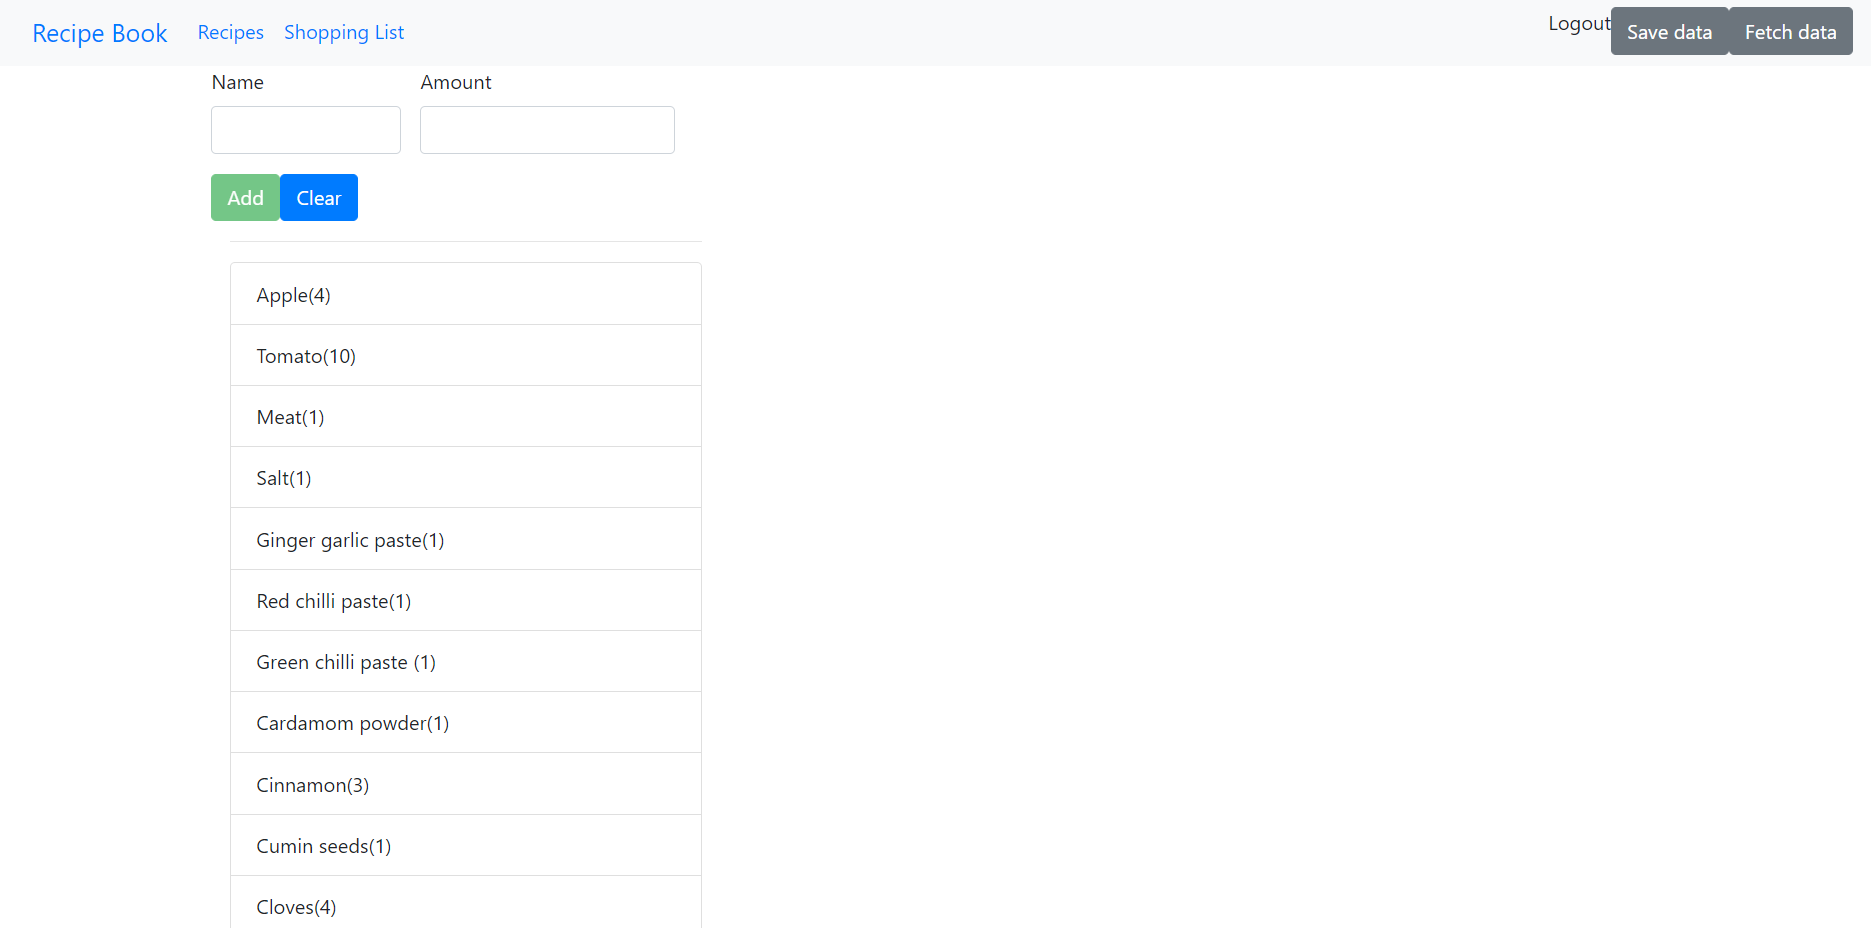 Recipe Book Recipes Shopping List Logout Save data Fetch data
Name Amount
Add Clear
Apple(4)
Tomato(10)
Meat(1)
Salt(1)
Ginger garlic paste(1)
Red chilli paste(1)
Green chilli paste (1)
Cardamom powder(1)
Cinnamon(3)
Cumin seeds(1)
Cloves(4)